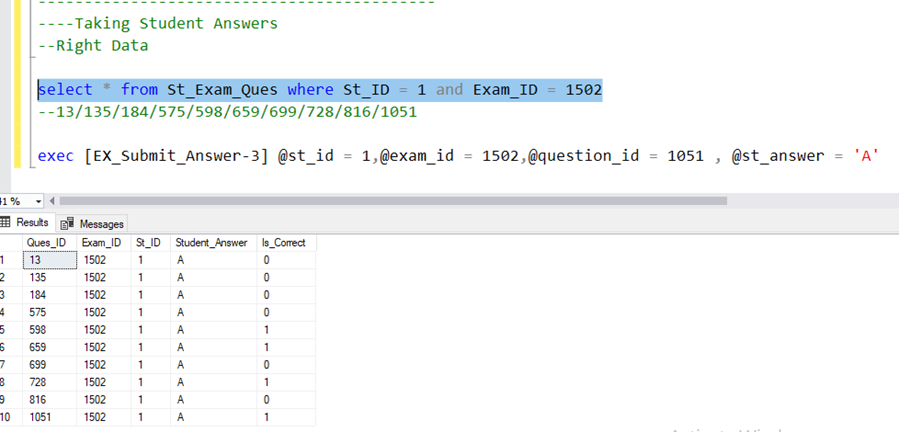 ----Taking Student Answers
--Right Data
select * from St_Exam_Ques where St_ID = 1 and Exam_ID = 1502
--13/135/184/575/598/659/699/728/816/1051
exec [EX_Submit_Answer-3] @st_id = 1,@exam_id = 1502,@question_id = 1051 , @st_answer = 'A'
41 %
Results Messages
Ques_ID Exam_ID St_ID Student_Answer Is_Correct
1 13 1502 1 A 0
2 135 1502 1 A 0
3 184 1502 1 A 0
4 575 1502 1 A 0
5 598 1502 1 A 1
6 659 1502 1 A 1
7 699 1502 1 A 0
8 728 1502 1 A 1
9 816 1502 1 A 0
10 1051 1502 1 A 1